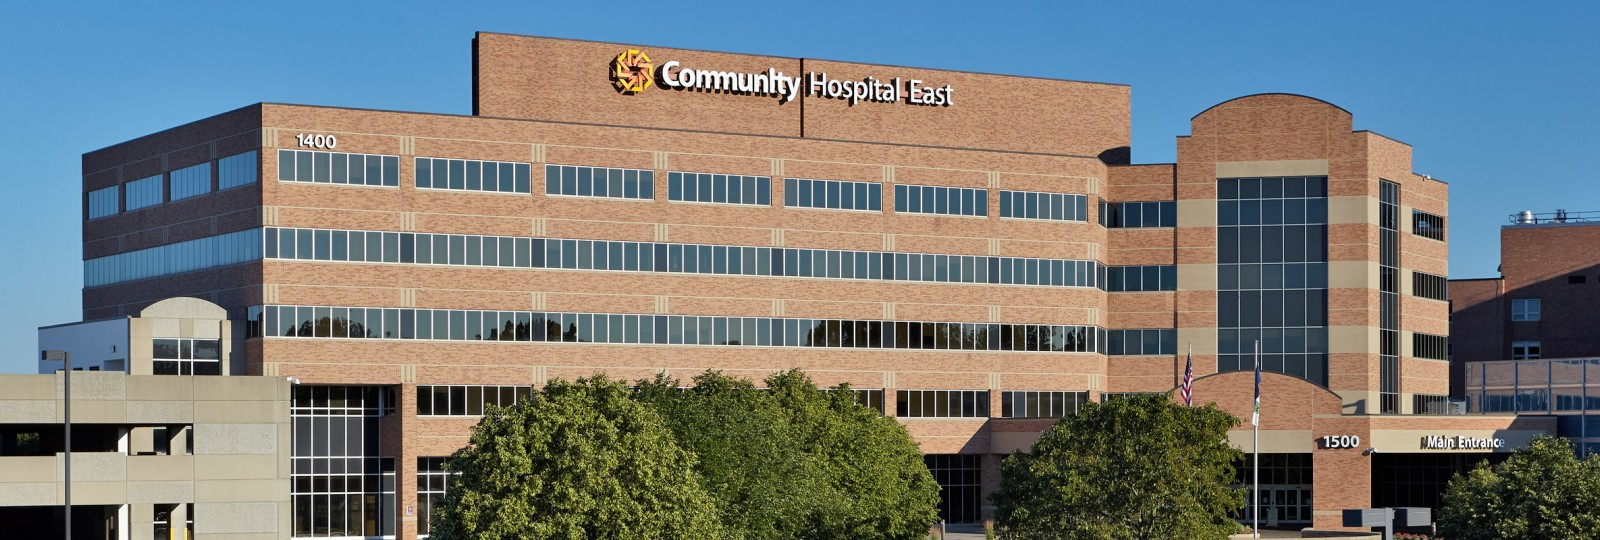 Community Hospital East
1400
1500
Main Entrance